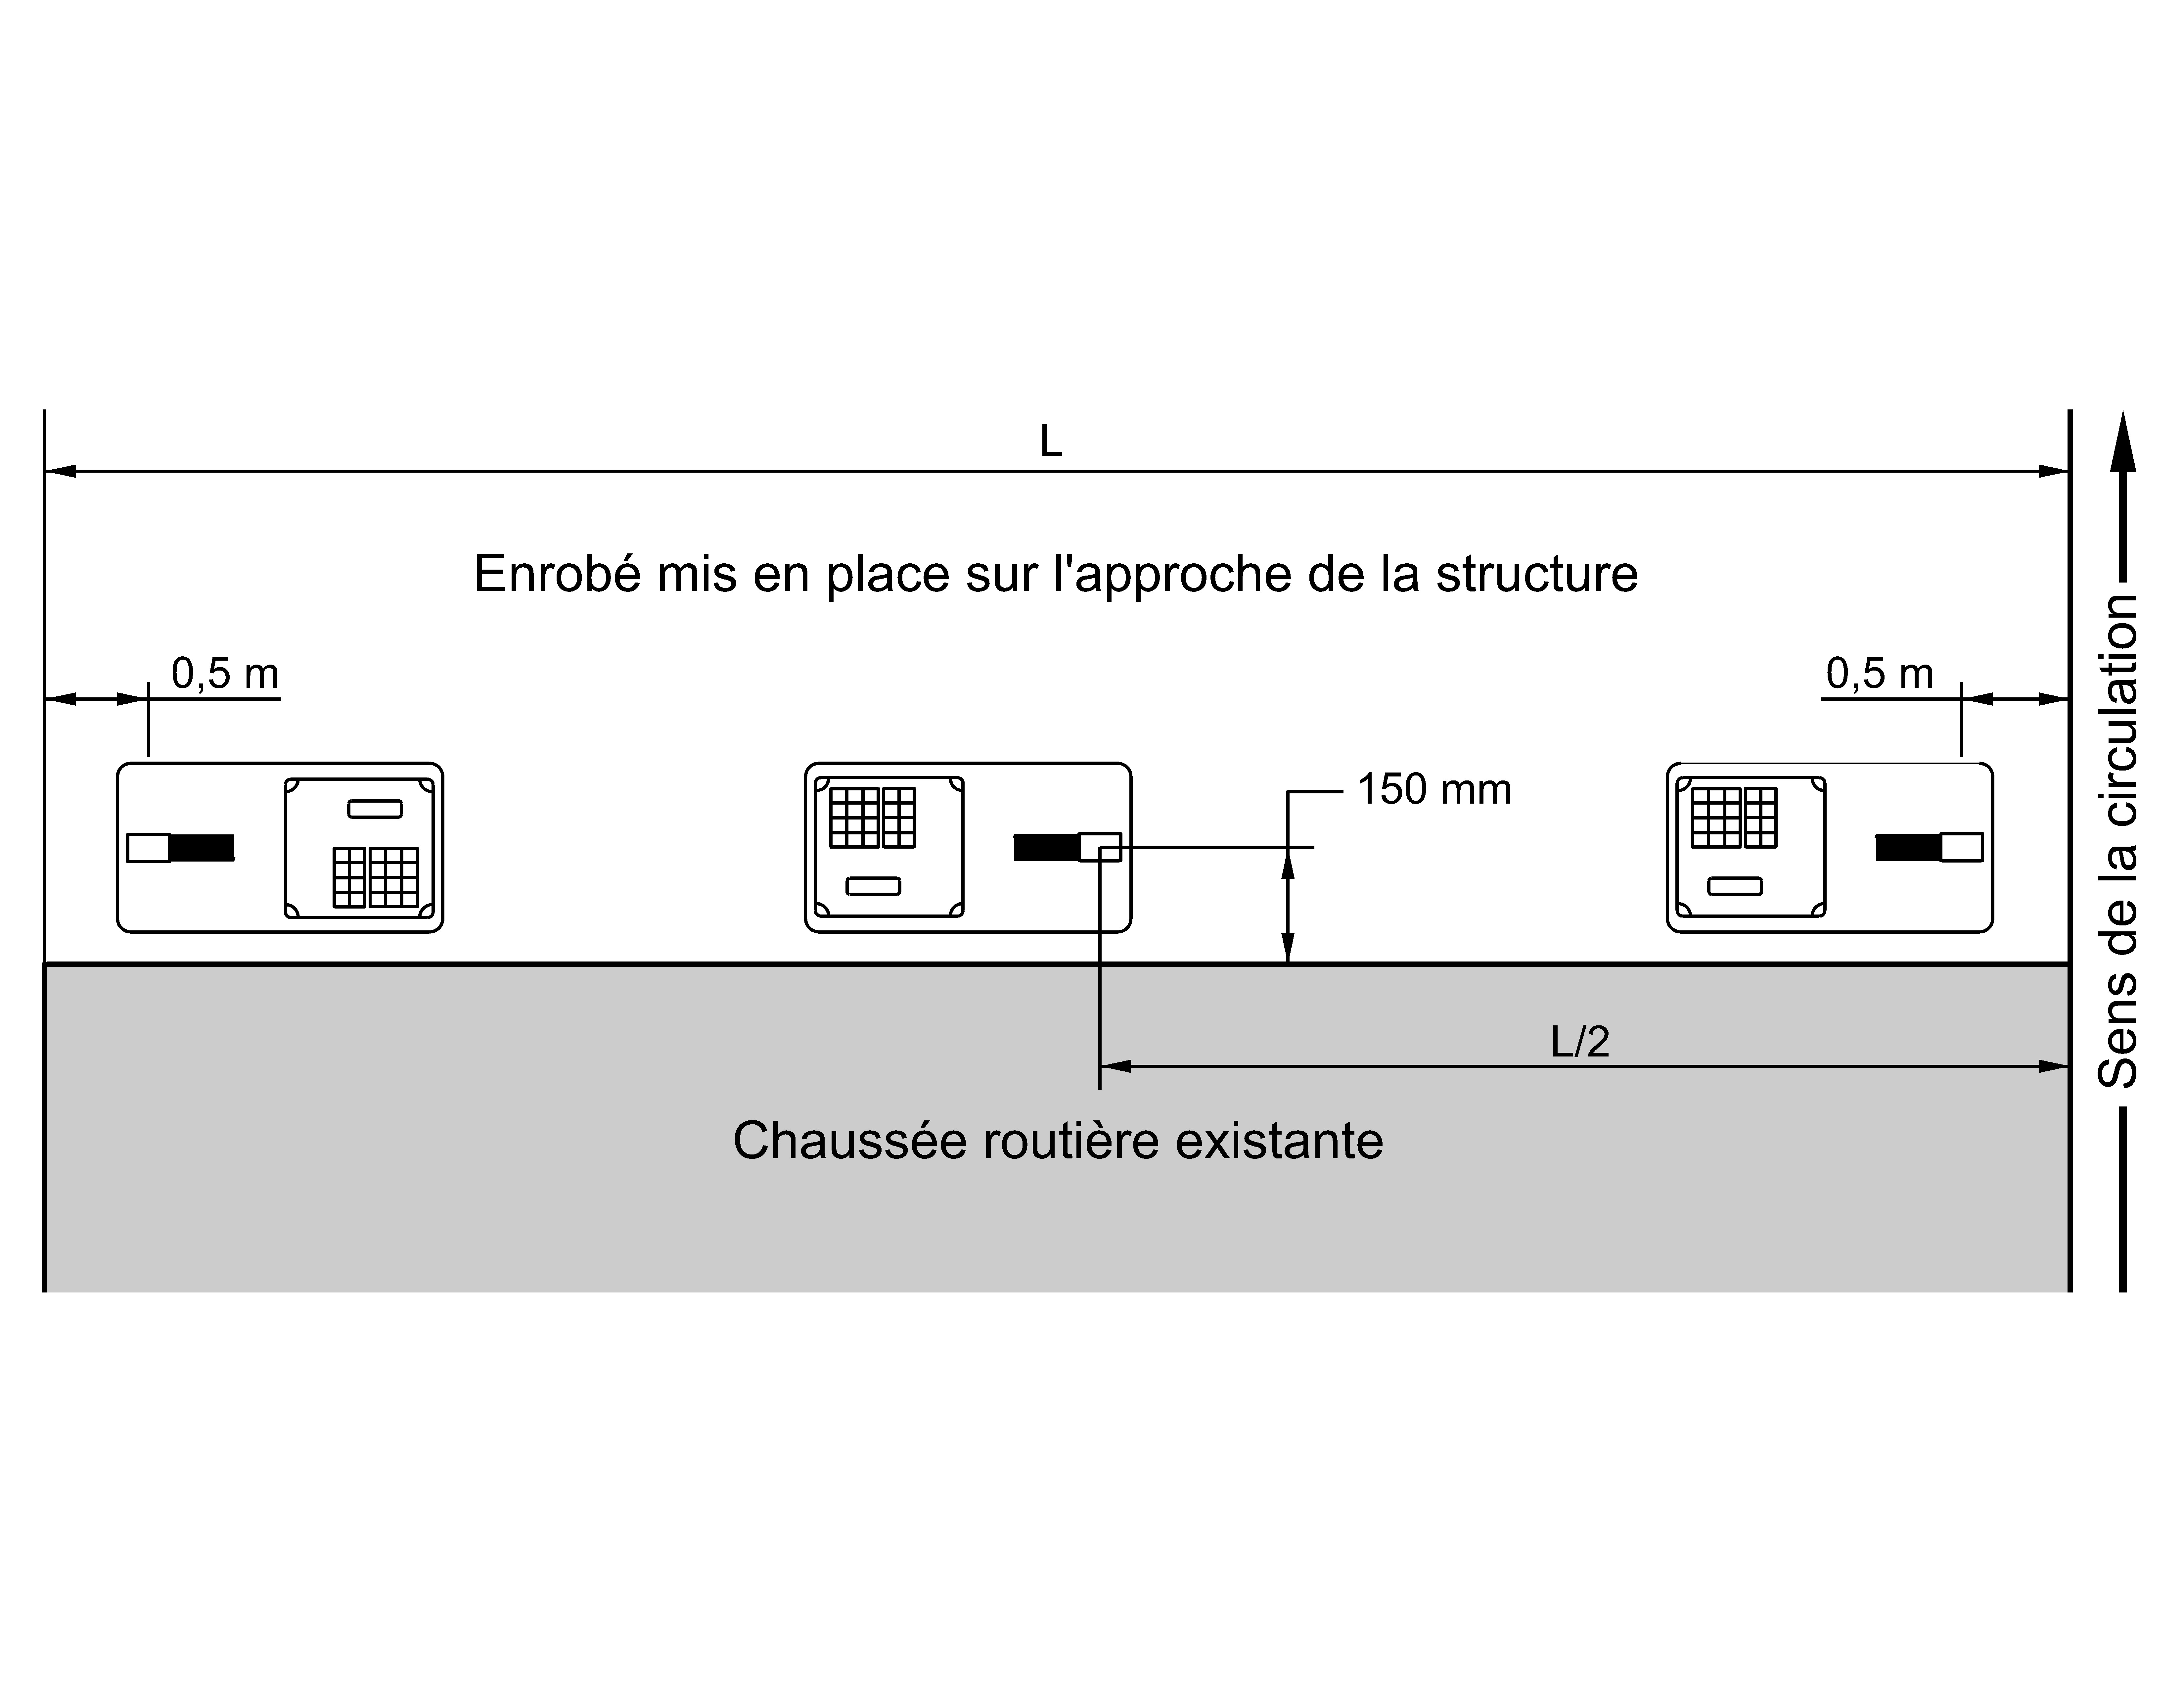 L
Enrobé mis en place sur l'approche de la structure
0,5 m
0,5 m
150 mm
L/2
Chaussée routière existante
Sens de la circulation